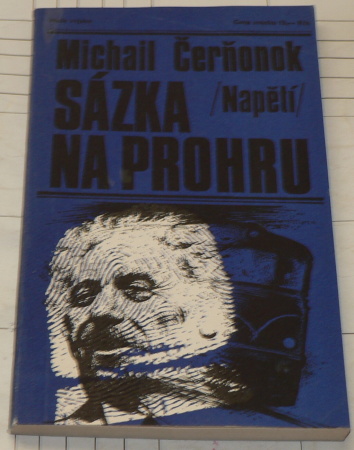 Michail Čerňonok
SÁZKA /Napětí/
NA PROHRU